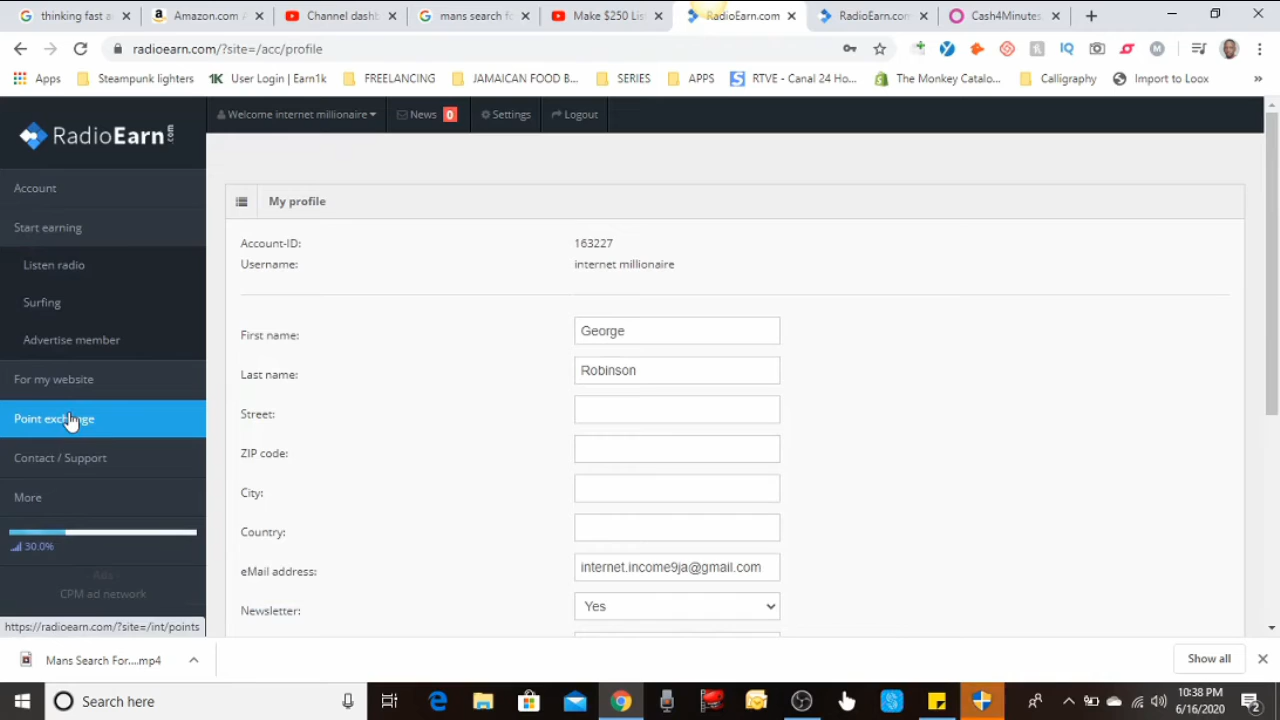 thinking fast a
Amazon.com
Channel dashb
mans search f
Make $250 Lis
RadioEarn.com
RadioEarn.com
Cash4Minutes
radioearn.com/?site=/acc/profile
Apps
Steampunk lighters
1K User Login | Earn1k
FREELANCING
JAMAICAN FOOD B...
SERIES
APPS
RTVE - Canal 24 Ho...
The Monkey Catalo...
Calligraphy
Import to Loox
»
RadioEarn.com
Welcome internet millionaire
News 0
Settings
Logout
Account
Start earning
Listen radio
Surfing
Advertise member
For my website
Point exchange
Contact / Support
More
30.0%
Ads
CPM ad network
My profile
Account-ID: 163227
Username: internet millionaire
First name: George
Last name: Robinson
Street:
ZIP code:
City:
Country:
eMail address: internet.income9ja@gmail.com
Newsletter: Yes
https://radioearn.com/?site=/int/points
Mans Search For....mp4
Show all
Search here
10:38 PM
6/16/2020
2